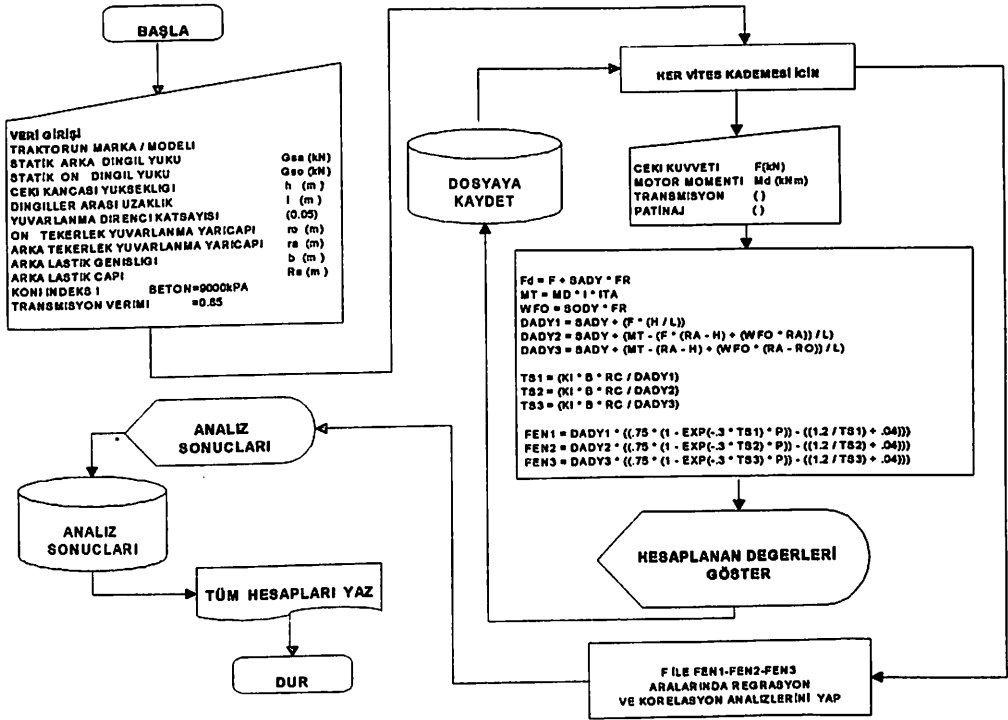 BAŞLA
VERİ GİRİŞİ
TRAKTORUN MARKA / MODELI
STATIK ARKA DINGIL YUKU Gsa (kN)
STATIK ON DINGIL YUKU Gso (kN)
CEKI KANCASI YUKSEKLIGI h (m)
DINGILLER ARASI UZAKLIK l (m)
YUVARLANMA DIRENCI KATSAYISI (0.05)
ON TEKERLEK YUVARLANMA YARICAPI ro (m)
ARKA TEKERLEK YUVARLANMA YARICAPI ra (m)
ARKA LASTIK GENISLIGI b (m)
ARKA LASTIK CAPI Ra (m)
KONI INDEKS I BETON=9000kPA
TRANSMISYON VERIMI =0.85
HER VİTES KADEMESİ İCİN
CEKI KUVVETI F(kN)
MOTOR MOMENTI Md (kNm)
TRANSMISYON ( )
PATINAJ ( )
DOSYAYA
KAYDET
Fd = F + SADY * FR
MT = MD * I * ITA
WFO = SODY * FR
DADY1 = SADY + (F * (H / L))
DADY2 = SADY + (MT - (F * (RA - H) + (WFO * RA)) / L)
DADY3 = SADY + (MT - (RA - H) + (WFO * (RA - RO)) / L)
TS1 = (KI * B * RC / DADY1)
TS2 = (KI * B * RC / DADY2)
TS3 = (KI * B * RC / DADY3)
FEN1 = DADY1 * ((.75 * (1 - EXP(-.3 * TS1) * P)) - ((1.2 / TS1) + .04)))
FEN2 = DADY2 * ((.75 * (1 - EXP(-.3 * TS2) * P)) - ((1.2 / TS2) + .04)))
FEN3 = DADY3 * ((.75 * (1 - EXP(-.3 * TS3) * P)) - ((1.2 / TS3) + .04)))
HESAPLANAN DEGERLERİ
GÖSTER
F İLE FEN1-FEN2-FEN3
ARALARINDA REGRASYON
VE KORELASYON ANALIZLERİNİ YAP
ANALIZ
SONUCLARI
ANALIZ
SONUCLARI
TÜM HESAPLARI YAZ
DUR